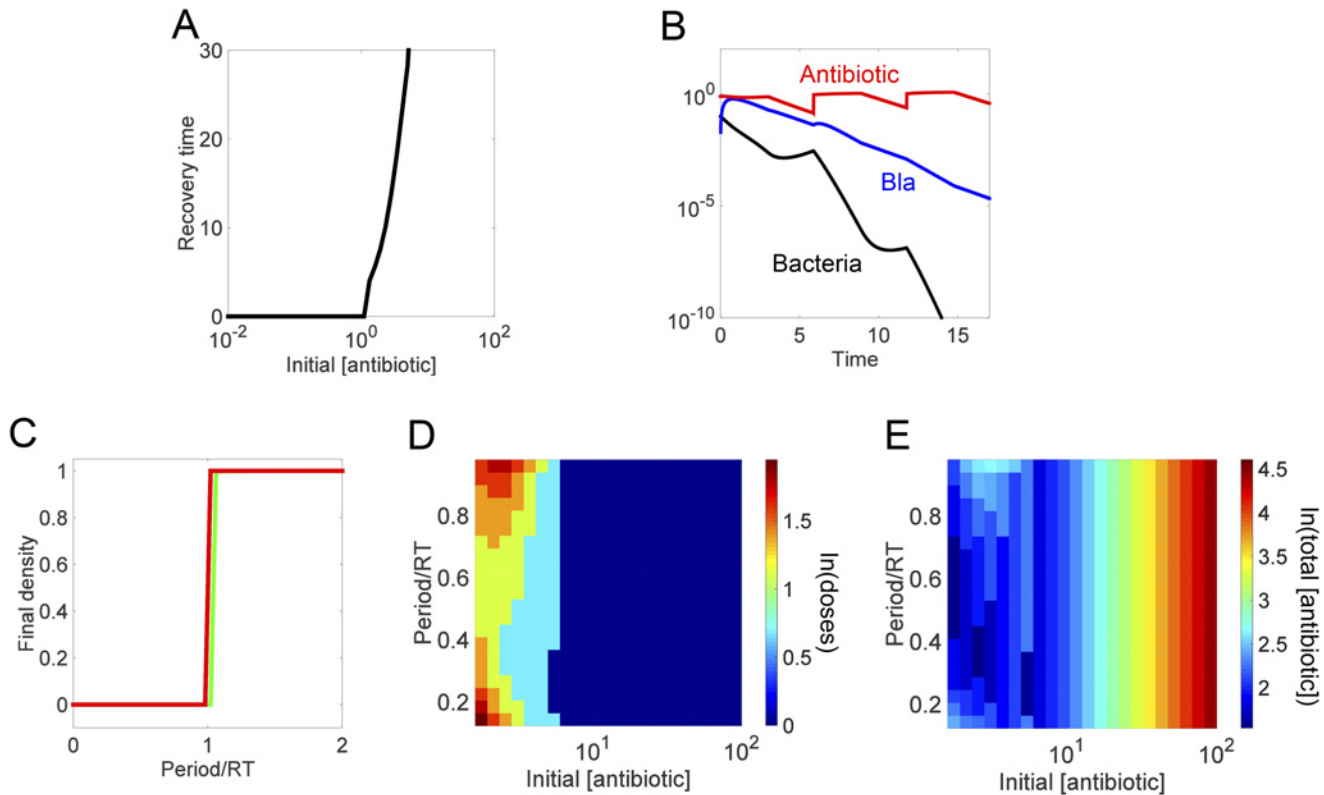 A
30
20
10
0
Recovery time
10^-2
10^0
10^2
Initial [antibiotic]
B
10^0
10^-5
10^-10
Antibiotic
Bla
Bacteria
0
5
10
15
Time
C
1
0.8
0.6
0.4
0.2
0
Final density
0
1
2
Period/RT
D
0.8
0.6
0.4
0.2
Period/RT
10^1
10^2
Initial [antibiotic]
1.5
1
0.5
0
ln(doses)
E
0.8
0.6
0.4
0.2
Period/RT
10^1
10^2
Initial [antibiotic]
4.5
4
3.5
3
2.5
2
ln(total [antibiotic])